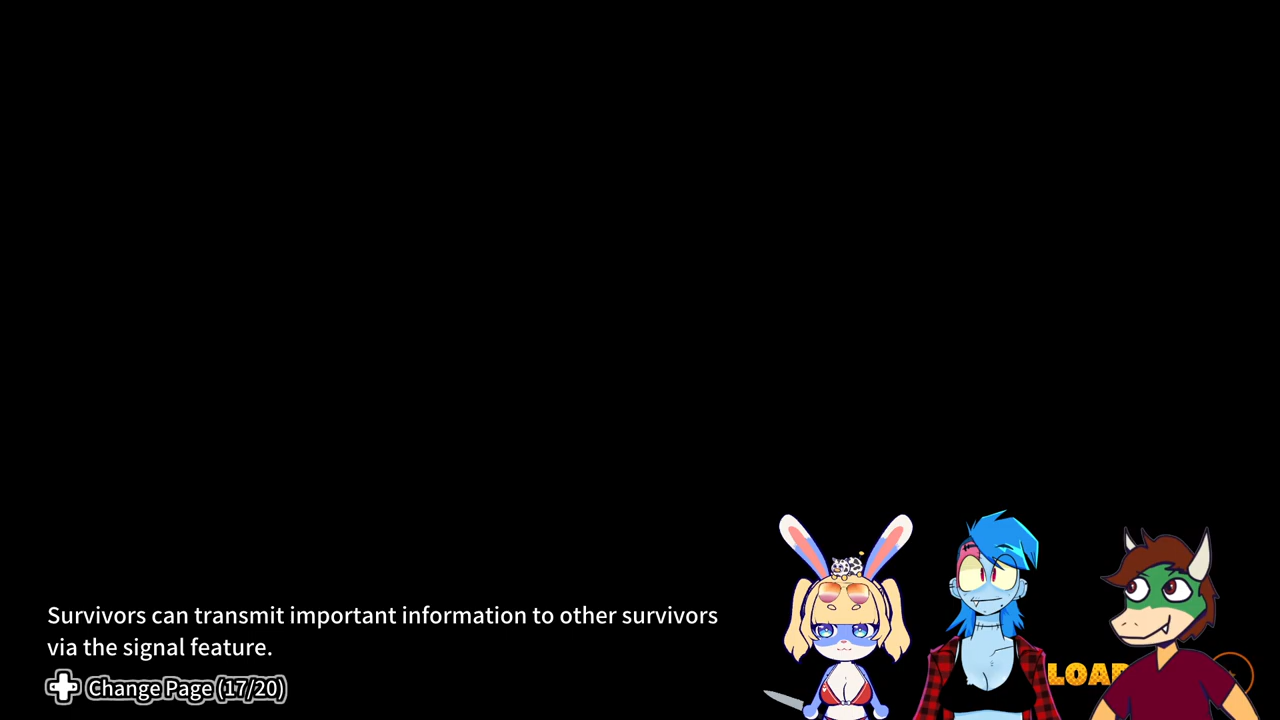 Survivors can transmit important information to other survivors
via the signal feature.
Change Page (17/20)